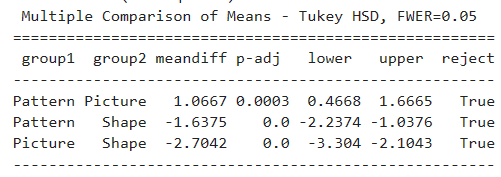 Multiple Comparison of Means - Tukey HSD, FWER=0.05
=====================================================
group1 group2 meandiff p-adj lower upper reject
-----------------------------------------------------
Pattern Picture 1.0667 0.0003 0.4668 1.6665 True
Pattern Shape -1.6375 0.0 -2.2374 -1.0376 True
Picture Shape -2.7042 0.0 -3.304 -2.1043 True
-----------------------------------------------------